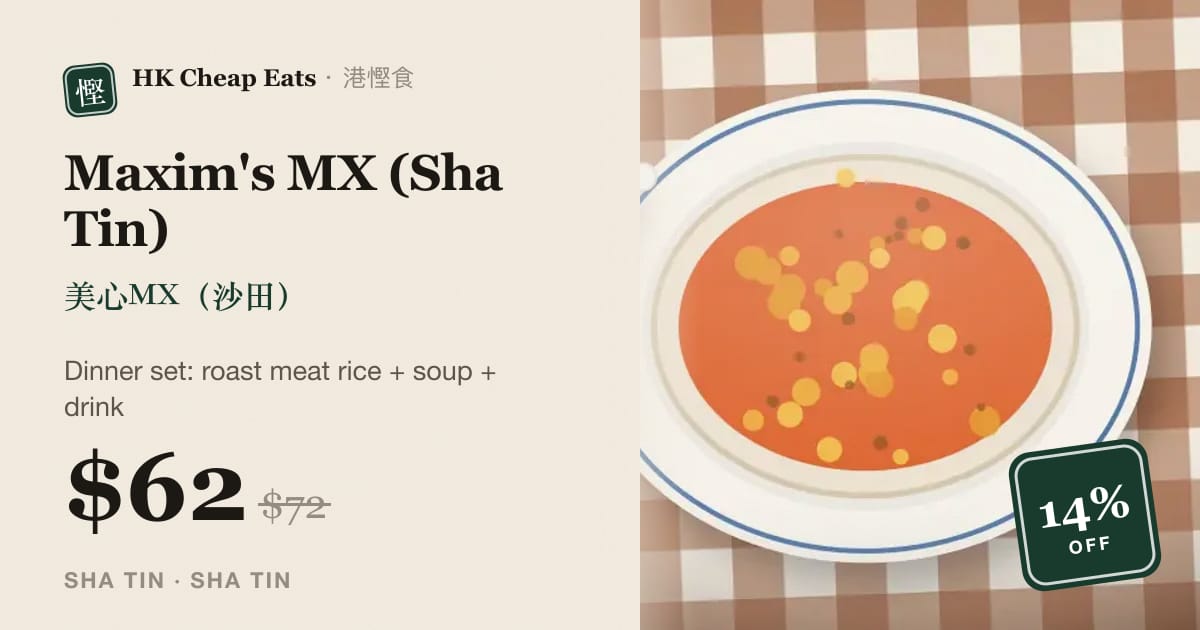 慳
HK Cheap Eats · 港慳食
Maxim's MX (Sha
Tin)
美心MX（沙田）
Dinner set: roast meat rice + soup +
drink
$62 $72
SHA TIN · SHA TIN
14%
OFF